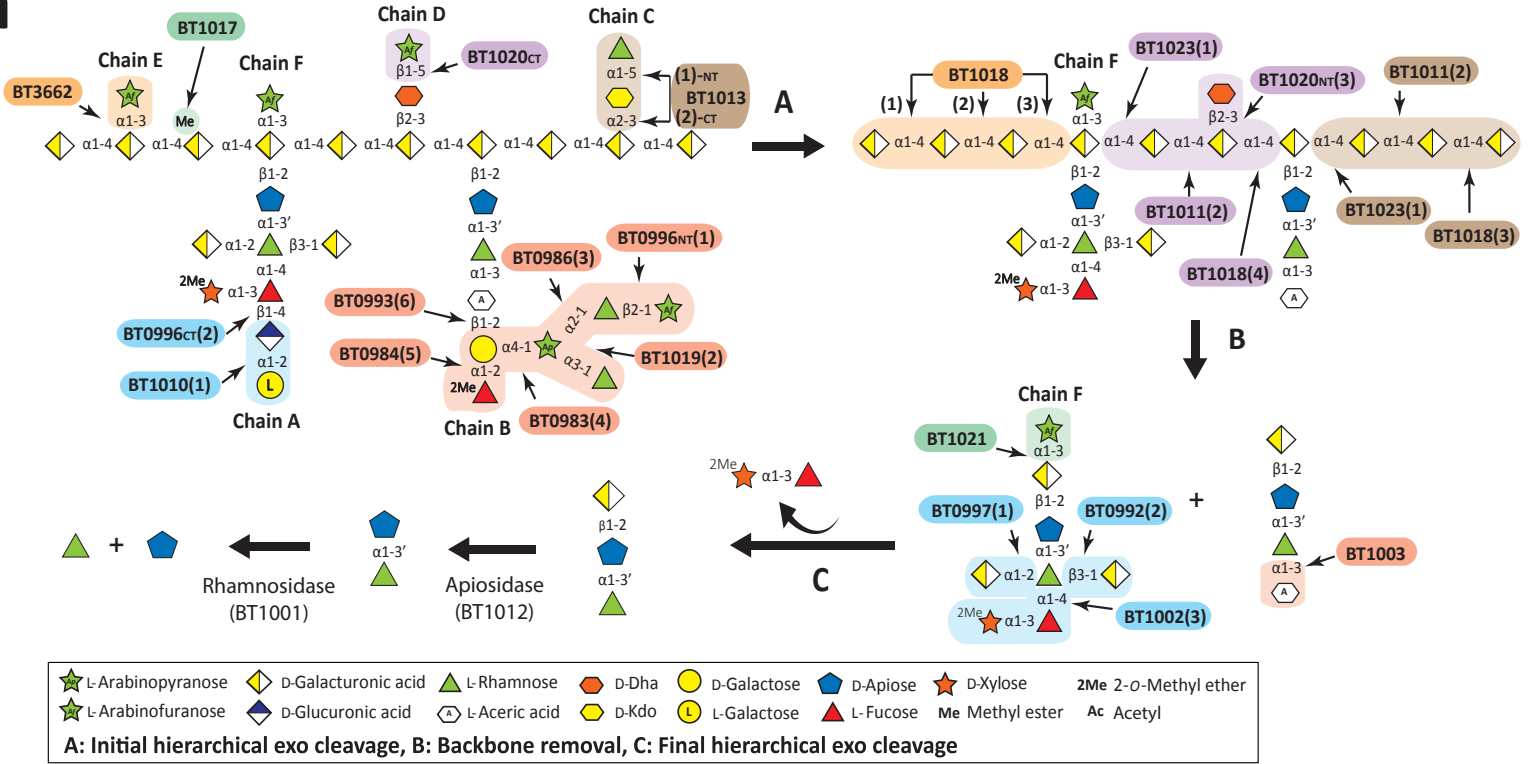 BT1017
Chain E
Chain F
Chain D
Chain C
BT3662
BT1020CT
Af
Af
Af
α1-3
Me
α1-3
β1-5
β2-3
α1-5
α2-3
(1)-NT
BT1013
(2)-CT
α1-4 α1-4 α1-4 α1-4 α1-4 α1-4 α1-4 α1-4 α1-4
β1-2
α1-3′
α1-2
β3-1
α1-4
2Me
α1-3
β1-4
BT0996CT(2)
α1-2
BT1010(1)
L
Chain A
β1-2
α1-3′
α1-3
A
BT0993(6)
β1-2
BT0984(5)
α4-1
Ap
α1-2
2Me
Chain B
BT0986(3)
BT0996NT(1)
α2-1
β2-1
Af
α3-1
BT1019(2)
BT0983(4)
A
BT1018
(1)
(2)
(3)
Chain F
Af
α1-3
BT1023(1)
BT1020NT(3)
β2-3
BT1011(2)
α1-4 α1-4 α1-4 α1-4 α1-4 α1-4 α1-4 α1-4 α1-4
β1-2
α1-3′
α1-2
β3-1
α1-4
2Me
α1-3
BT1011(2)
BT1018(4)
β1-2
α1-3′
α1-3
A
BT1023(1)
BT1018(3)
B
Chain F
BT1021
Af
α1-3
β1-2
BT0997(1)
BT0992(2)
α1-3′
α1-2
β3-1
α1-4
2Me
α1-3
BT1002(3)
+
β1-2
α1-3′
α1-3
A
BT1003
2Me
α1-3
C
β1-2
α1-3′
Apiosidase
(BT1012)
α1-3′
Rhamnosidase
(BT1001)
+
Ap L-Arabinopyranose D-Galacturonic acid L-Rhamnose D-Dha D-Galactose D-Apiose D-Xylose 2Me 2-O-Methyl ether
Af L-Arabinofuranose D-Glucuronic acid A L-Aceric acid D-Kdo L L-Galactose L-Fucose Me Methyl ester Ac Acetyl
A: Initial hierarchical exo cleavage, B: Backbone removal, C: Final hierarchical exo cleavage